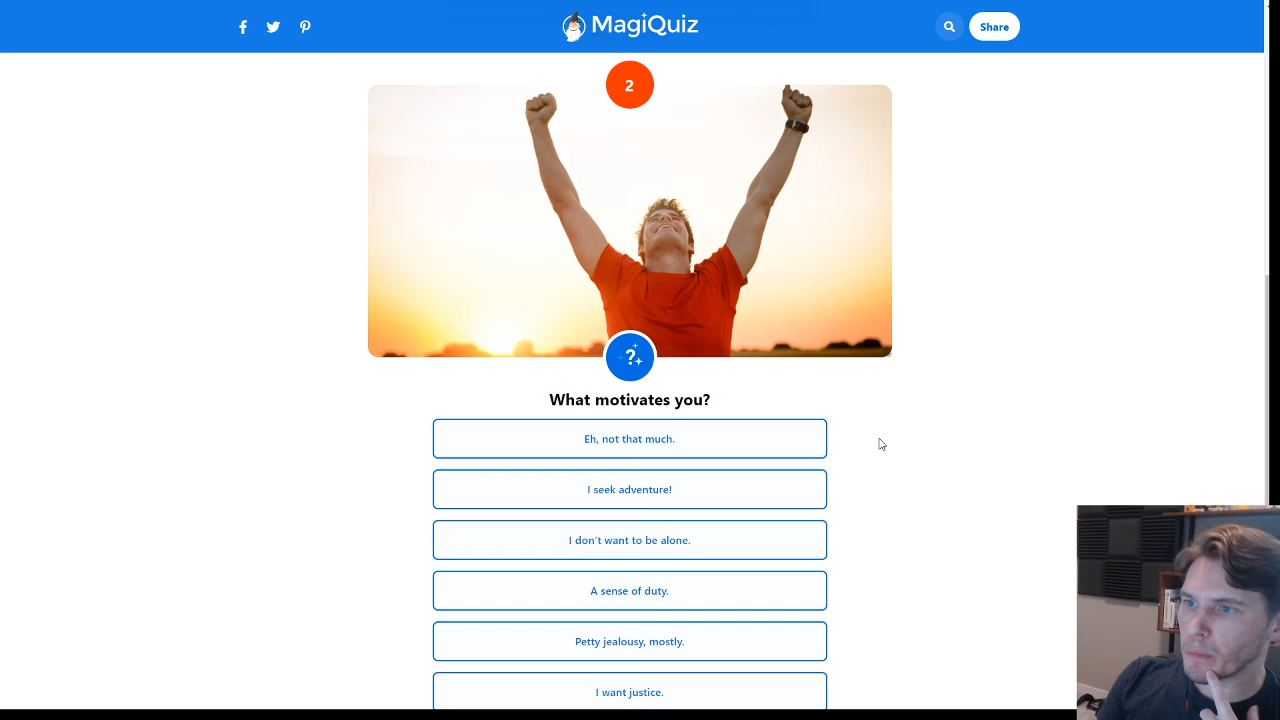 MagiQuiz
Share
2
?
What motivates you?
Eh, not that much.
I seek adventure!
I don't want to be alone.
A sense of duty.
Petty jealousy, mostly.
I want justice.